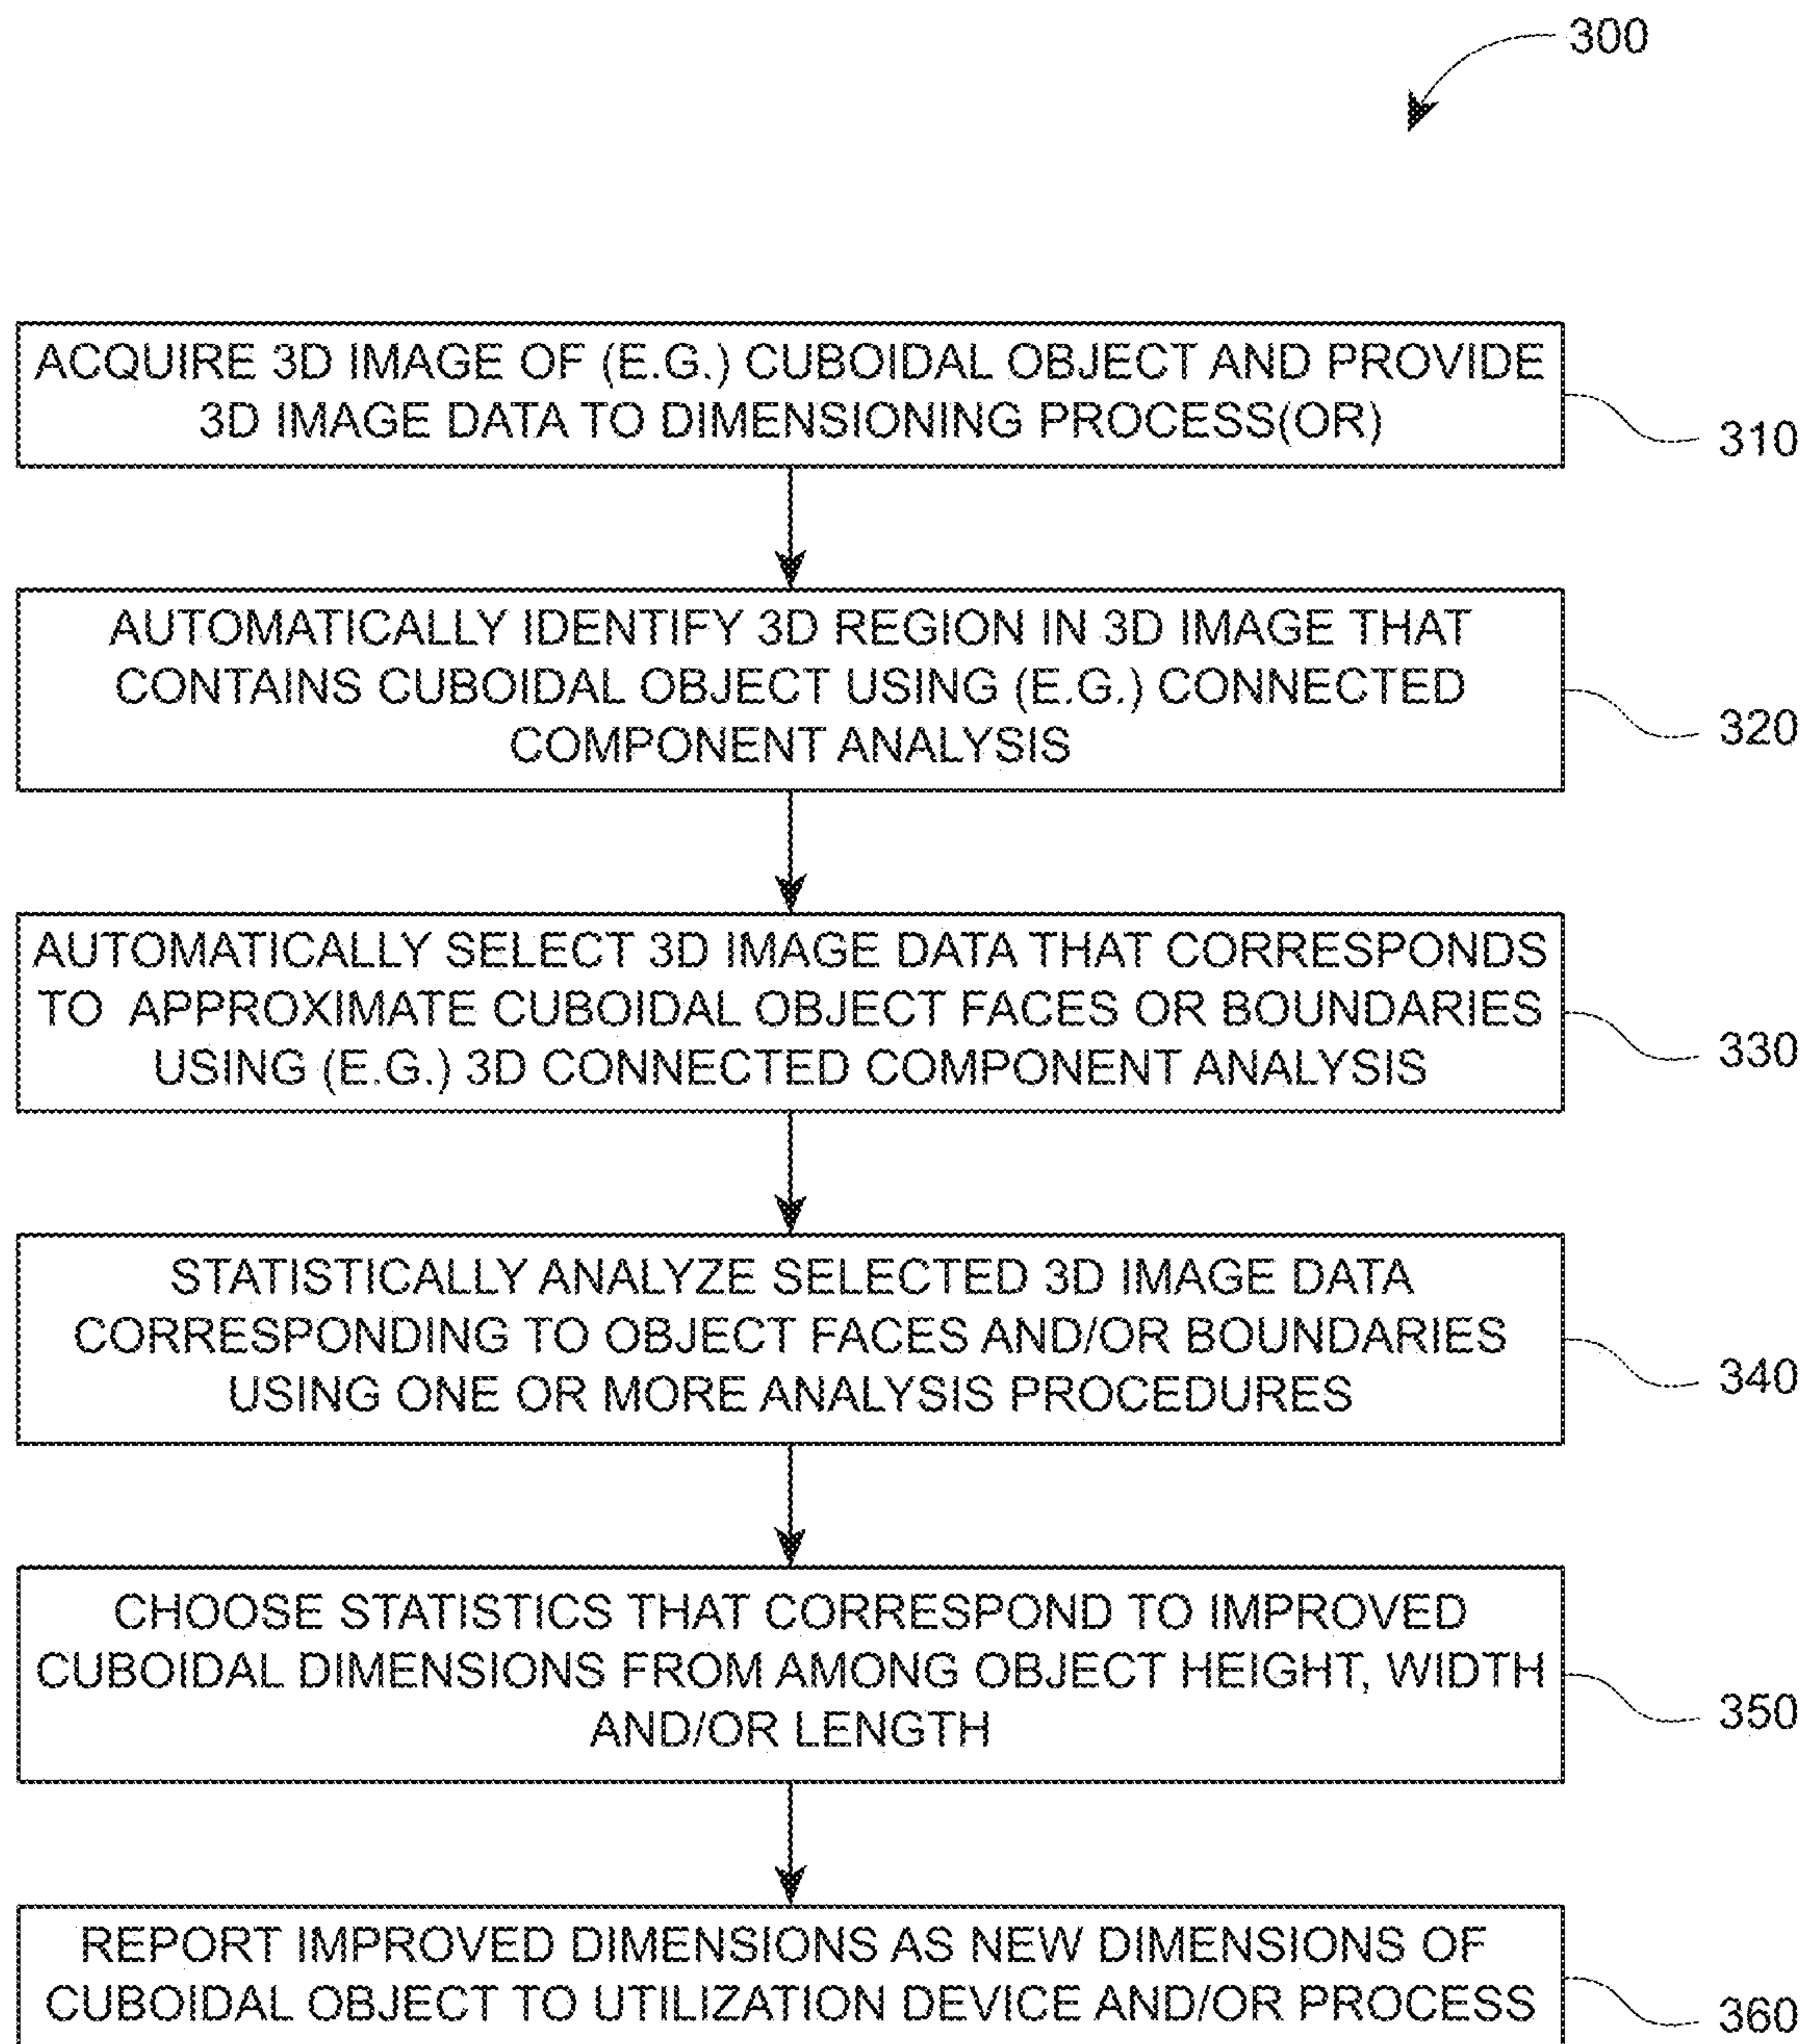 300
ACQUIRE 3D IMAGE OF (E.G.) CUBOIDAL OBJECT AND PROVIDE
3D IMAGE DATA TO DIMENSIONING PROCESS(OR)
310
AUTOMATICALLY IDENTIFY 3D REGION IN 3D IMAGE THAT
CONTAINS CUBOIDAL OBJECT USING (E.G.) CONNECTED
COMPONENT ANALYSIS
320
AUTOMATICALLY SELECT 3D IMAGE DATA THAT CORRESPONDS
TO APPROXIMATE CUBOIDAL OBJECT FACES OR BOUNDARIES
USING (E.G.) 3D CONNECTED COMPONENT ANALYSIS
330
STATISTICALLY ANALYZE SELECTED 3D IMAGE DATA
CORRESPONDING TO OBJECT FACES AND/OR BOUNDARIES
USING ONE OR MORE ANALYSIS PROCEDURES
340
CHOOSE STATISTICS THAT CORRESPOND TO IMPROVED
CUBOIDAL DIMENSIONS FROM AMONG OBJECT HEIGHT, WIDTH
AND/OR LENGTH
350
REPORT IMPROVED DIMENSIONS AS NEW DIMENSIONS OF
CUBOIDAL OBJECT TO UTILIZATION DEVICE AND/OR PROCESS
360